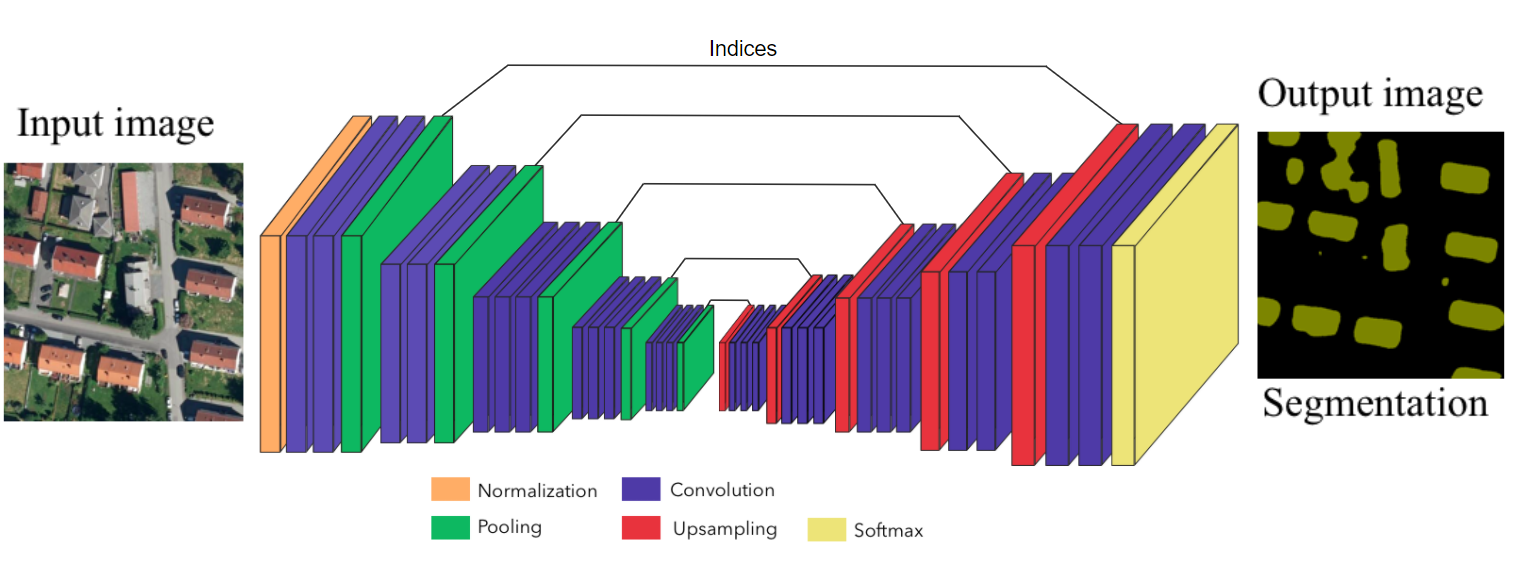 Indices
Input image
Output image
Segmentation
Normalization
Convolution
Pooling
Upsampling
Softmax